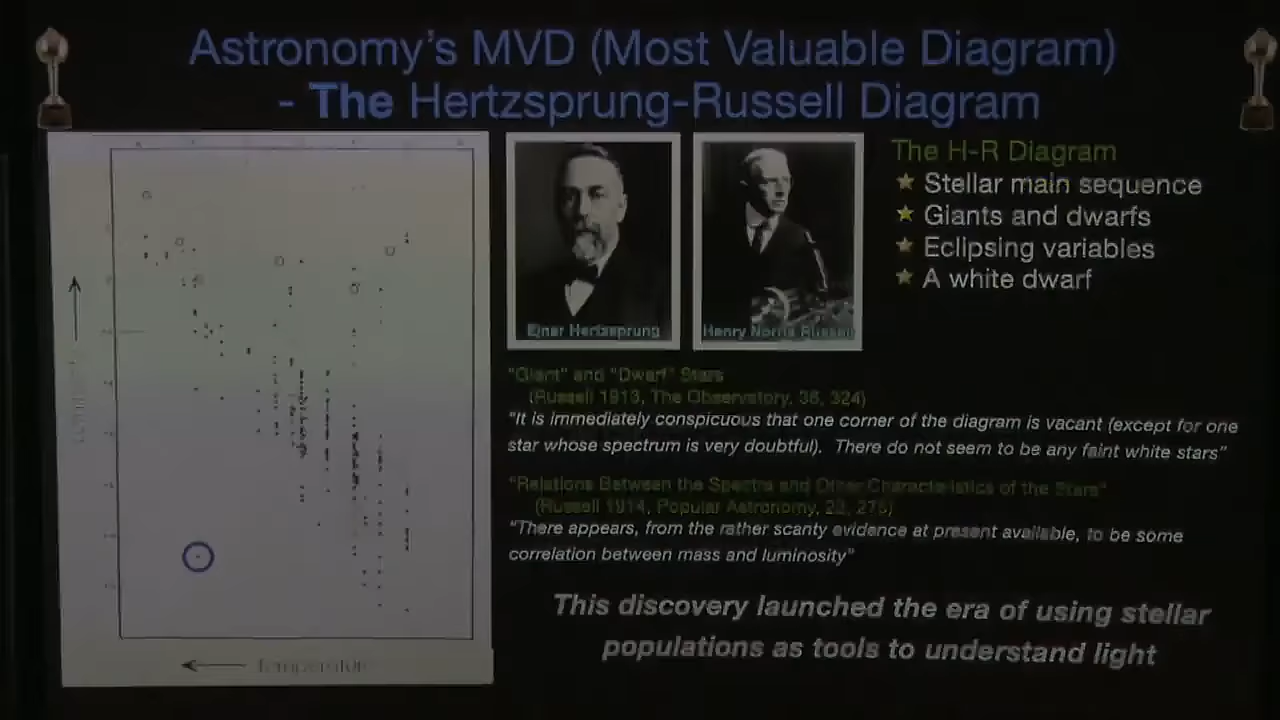 Astronomy's MVD (Most Valuable Diagram)
- The Hertzsprung-Russell Diagram
Ejnar Hertzsprung
Henry Norris Russell
The H-R Diagram
Stellar main sequence
Giants and dwarfs
Eclipsing variables
A white dwarf
"Giant" and "Dwarf" Stars
(Russell 1913, The Observatory, 36, 324)
"It is immediately conspicuous that one corner of the diagram is vacant (except for one
star whose spectrum is very doubtful). There do not seem to be any faint white stars"
"Relations Between the Spectra and Other Characteristics of the Stars"
(Russell 1914, Popular Astronomy, 22, 275)
"There appears, from the rather scanty evidence at present available, to be some
correlation between mass and luminosity"
This discovery launched the era of using stellar
populations as tools to understand light
Temperature